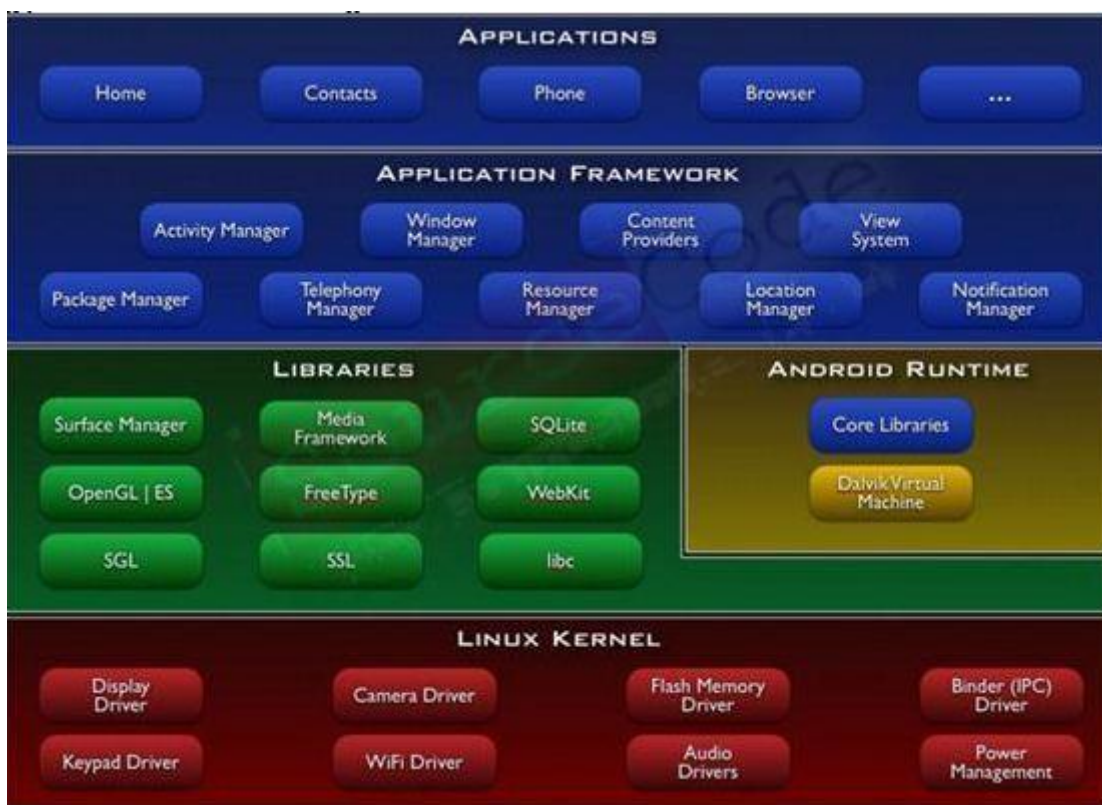 APPLICATIONS
Home
Contacts
Phone
Browser
...
APPLICATION FRAMEWORK
Activity Manager
Window
Manager
Content
Providers
View
System
Package Manager
Telephony
Manager
Resource
Manager
Location
Manager
Notification
Manager
LIBRARIES
ANDROID RUNTIME
Surface Manager
Media
Framework
SQLite
Core Libraries
OpenGL | ES
FreeType
WebKit
Dalvik Virtual
Machine
SGL
SSL
libc
LINUX KERNEL
Display
Driver
Camera Driver
Flash Memory
Driver
Binder (IPC)
Driver
Keypad Driver
WiFi Driver
Audio
Drivers
Power
Management